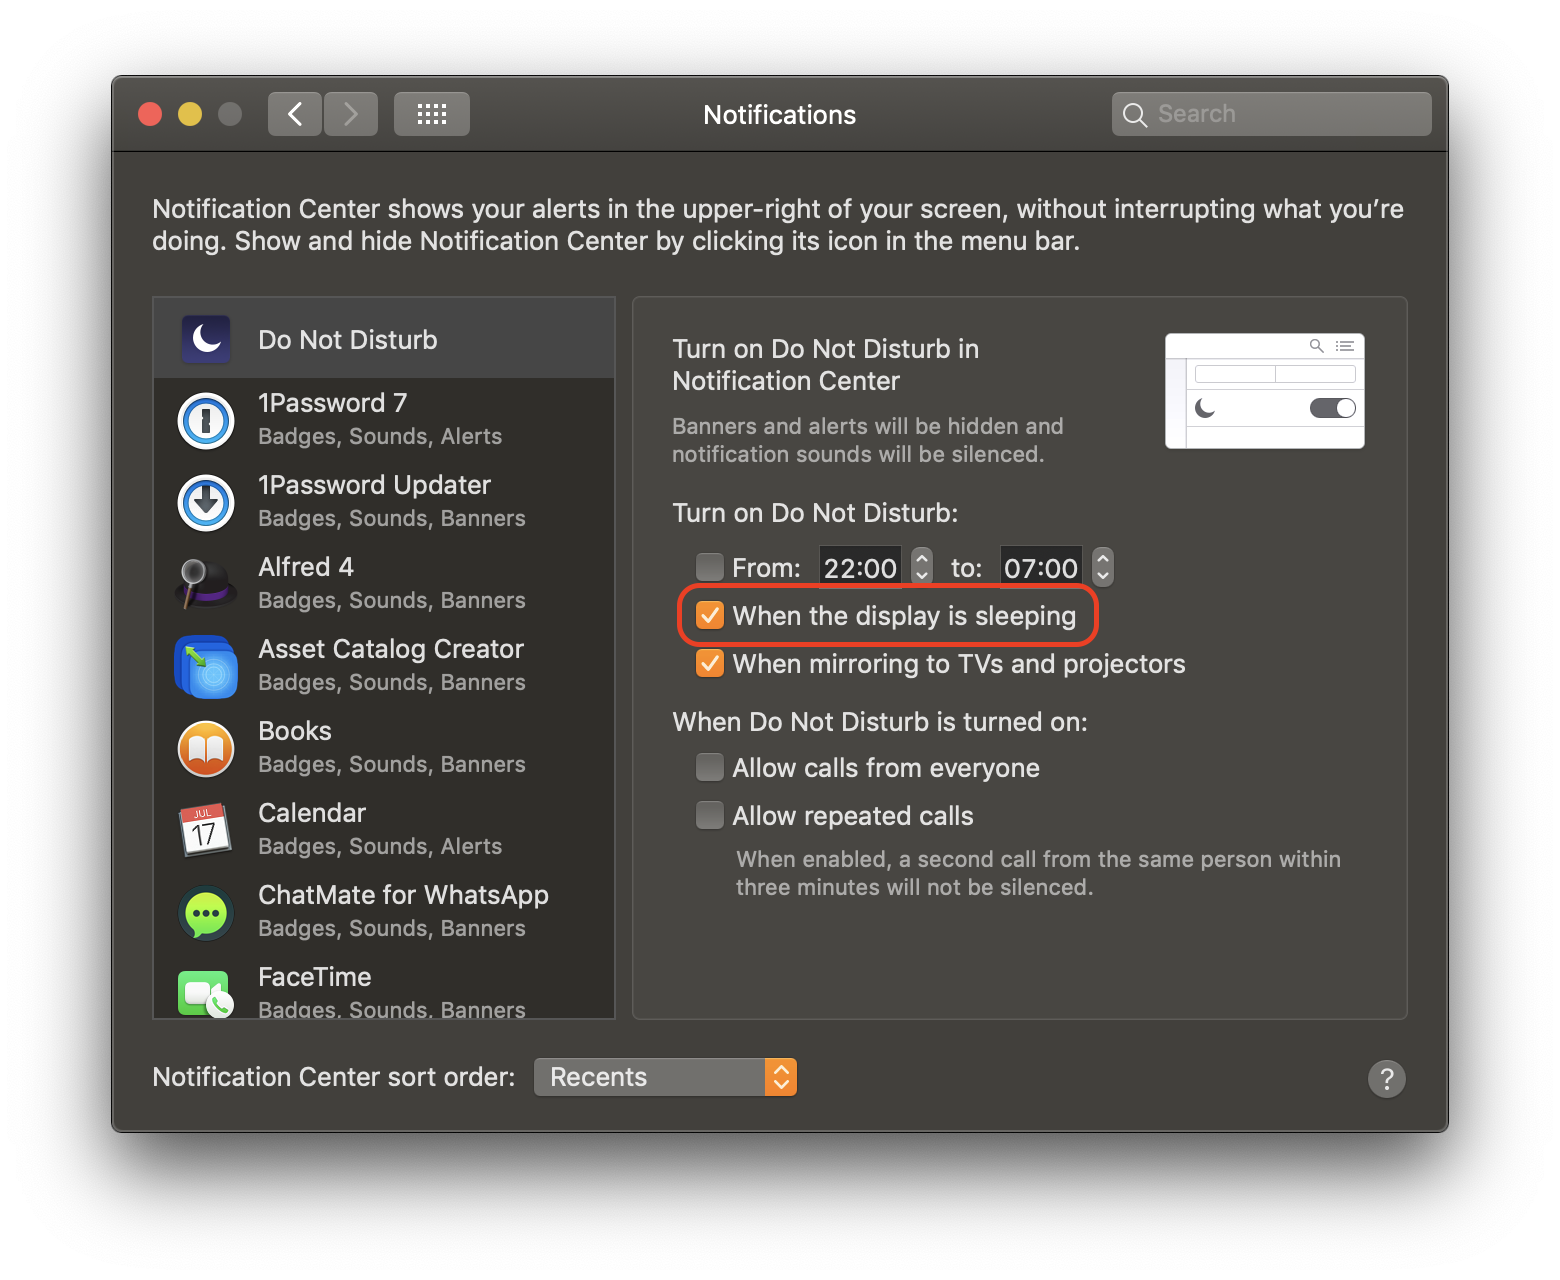 Notifications
Search
Notification Center shows your alerts in the upper-right of your screen, without interrupting what you’re
doing. Show and hide Notification Center by clicking its icon in the menu bar.
Do Not Disturb
1Password 7
Badges, Sounds, Alerts
1Password Updater
Badges, Sounds, Banners
Alfred 4
Badges, Sounds, Banners
Asset Catalog Creator
Badges, Sounds, Banners
Books
Badges, Sounds, Banners
JUL
17
Calendar
Badges, Sounds, Alerts
ChatMate for WhatsApp
Badges, Sounds, Banners
FaceTime
Badges, Sounds, Banners
Turn on Do Not Disturb in
Notification Center
Banners and alerts will be hidden and
notification sounds will be silenced.
Turn on Do Not Disturb:
From: 22:00 to: 07:00
When the display is sleeping
When mirroring to TVs and projectors
When Do Not Disturb is turned on:
Allow calls from everyone
Allow repeated calls
When enabled, a second call from the same person within
three minutes will not be silenced.
Notification Center sort order: Recents
?